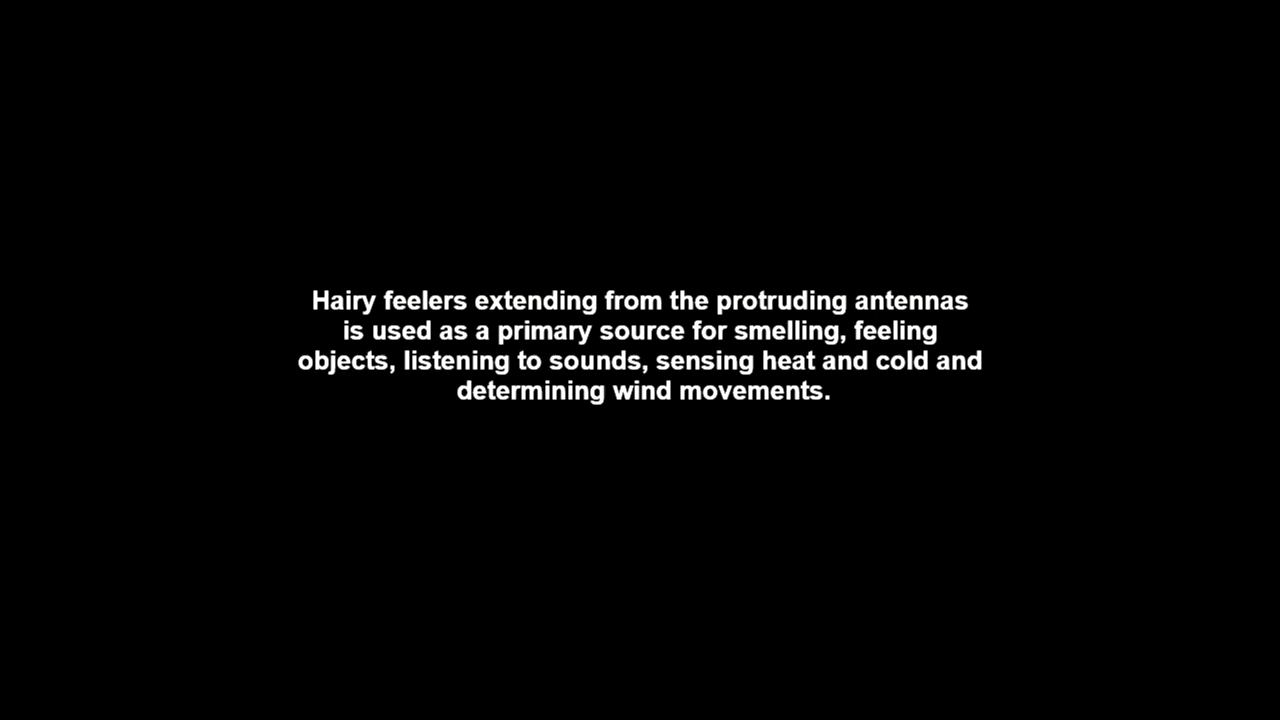 Hairy feelers extending from the protruding antennas
is used as a primary source for smelling, feeling
objects, listening to sounds, sensing heat and cold and
determining wind movements.